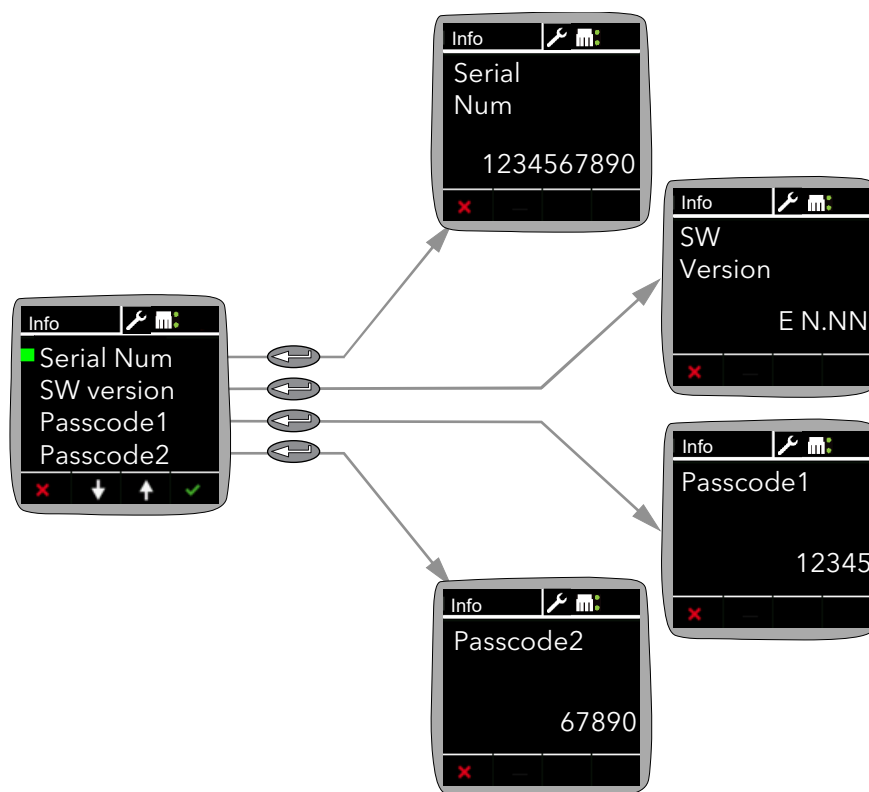 Info
Serial
Num
1234567890
Info
SW
Version
E N.NN
Info
Serial Num
SW version
Passcode1
Passcode2
Info
Passcode1
12345
Info
Passcode2
67890